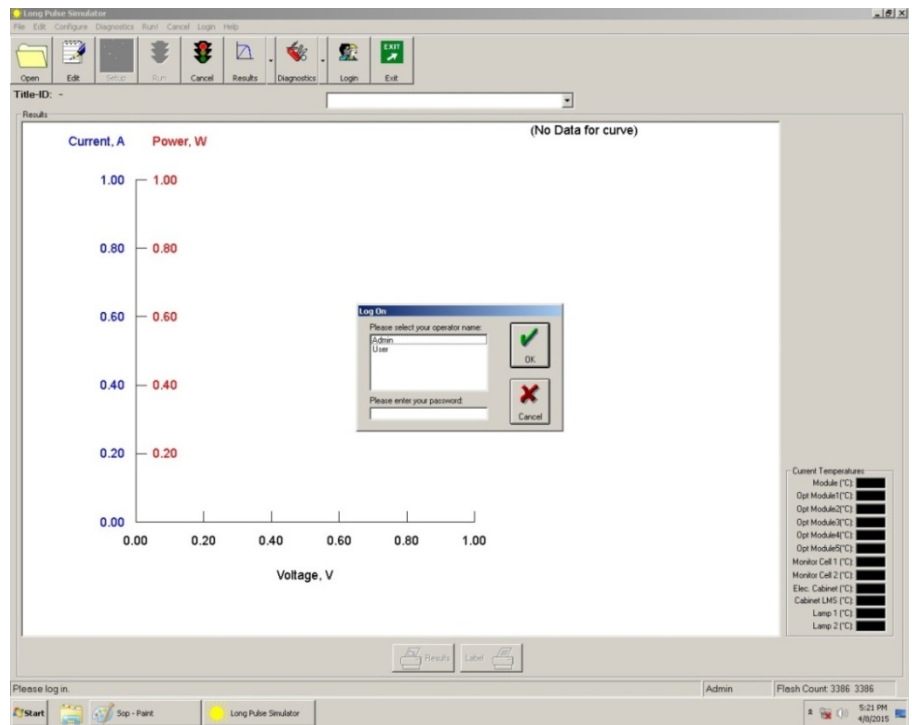 Long Pulse Simulator
File Edit Configure Diagnostics Run! Cancel Login Help
EXIT
Open Edit Setup Run Cancel Results Diagnostics Login Exit
Title-ID: -
Results
(No Data for curve)
Current, A Power, W
1.00 1.00
0.80 0.80
0.60 0.60
0.40 0.40
0.20 0.20
0.00
0.00 0.20 0.40 0.60 0.80 1.00
Voltage, V
Log On
Please select your operator name:
Admin
User
OK
Please enter your password:
Cancel
Current Temperatures
Module (°C):
Opt Module1(°C):
Opt Module2(°C):
Opt Module3(°C):
Opt Module4(°C):
Opt Module5(°C):
Monitor Cell 1 (°C):
Monitor Cell 2 (°C):
Elec. Cabinet (°C):
Cabinet LMS (°C):
Lamp 1 (°C):
Lamp 2 (°C):
Results Label
Please log in. Admin Flash Count: 3386 3386
Start Sop - Paint Long Pulse Simulator 5:21 PM
4/8/2015